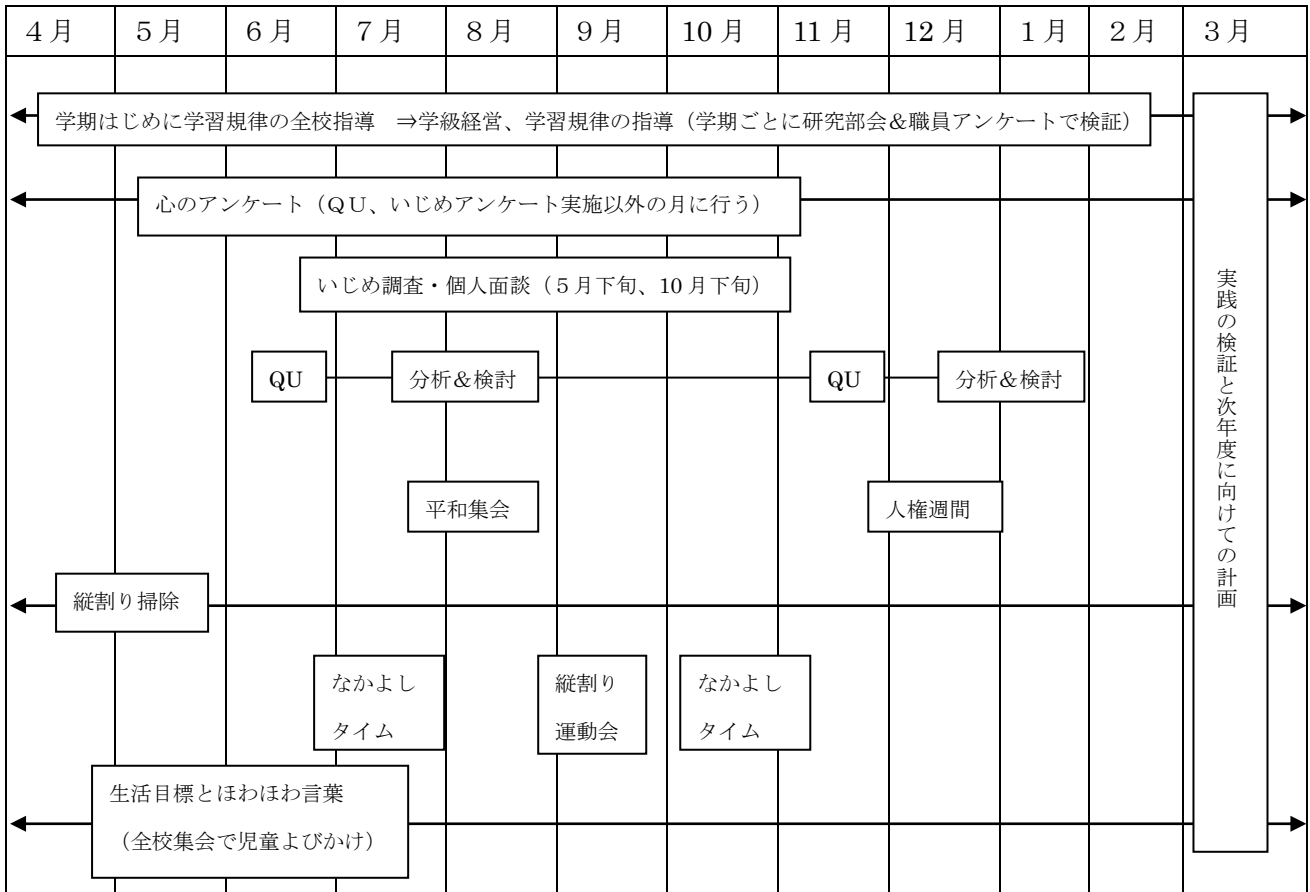 ４月 ５月 ６月 ７月 ８月 ９月 10月 11月 12月 １月 ２月 ３月
学期はじめに学習規律の全校指導　⇒学級経営、学習規律の指導（学期ごとに研究部会＆職員アンケートで検証）
心のアンケート（ＱＵ、いじめアンケート実施以外の月に行う）
いじめ調査・個人面談（５月下旬、10月下旬）
QU 分析＆検討 QU 分析＆検討
平和集会 人権週間
縦割り掃除
なかよし
タイム
縦割り
運動会
なかよし
タイム
生活目標とほわほわ言葉
（全校集会で児童よびかけ）
実践の検証と次年度に向けての計画